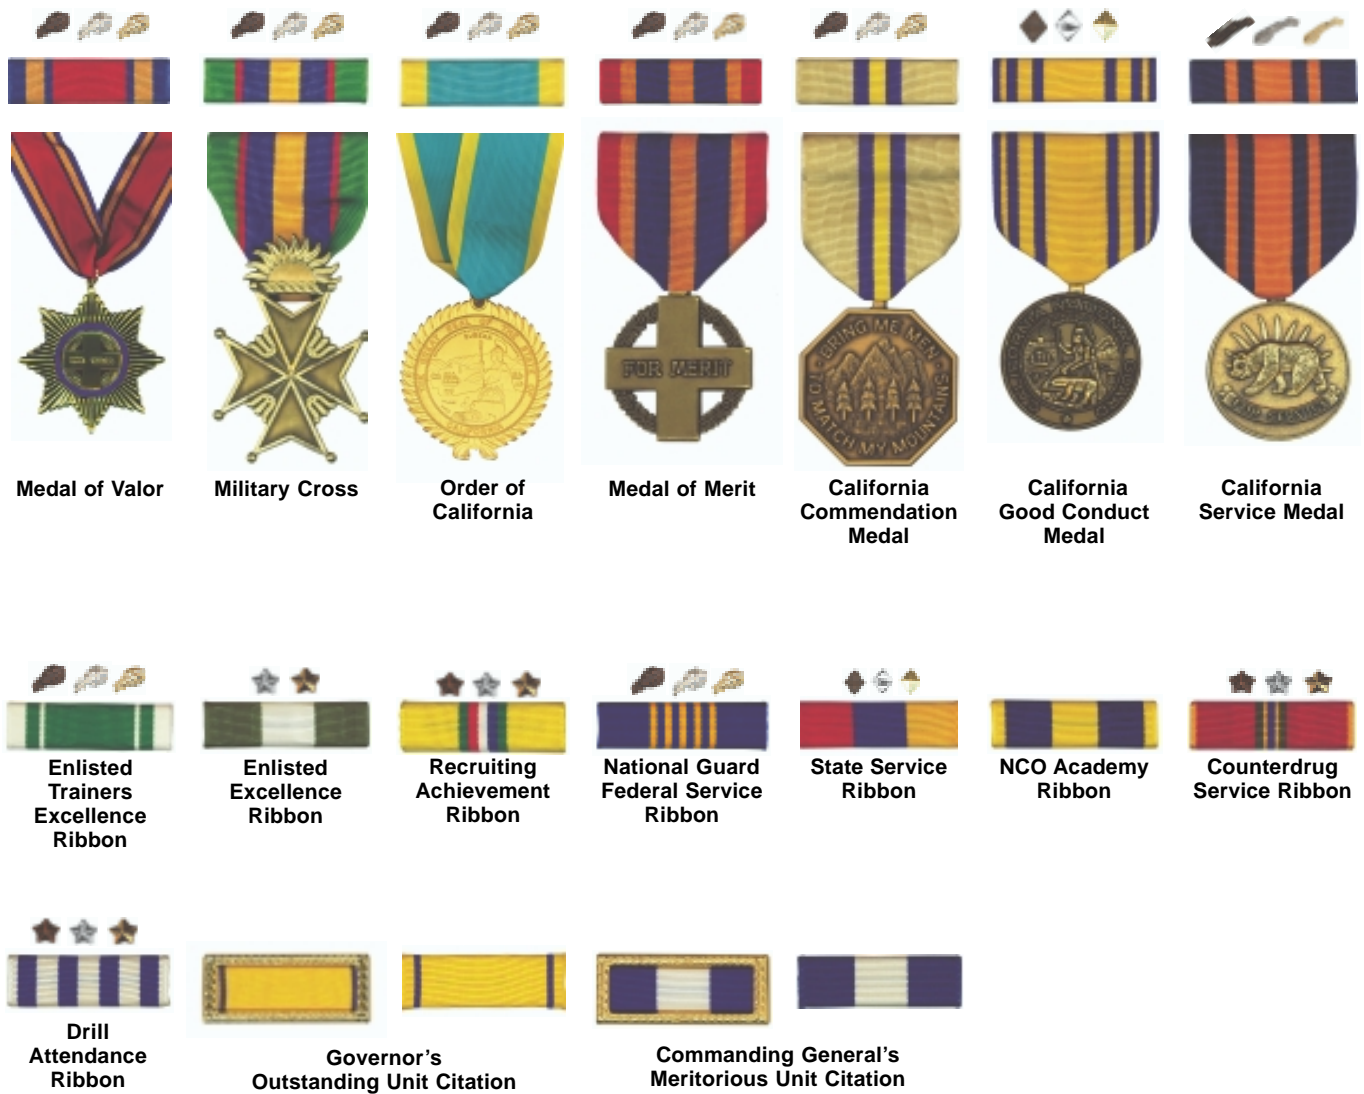 FOR MERIT
BRING ME MEN
TO MATCH MY MOUNTAINS
Medal of Valor
Military Cross
Order of
California
Medal of Merit
California
Commendation
Medal
California
Good Conduct
Medal
California
Service Medal
Enlisted
Trainers
Excellence
Ribbon
Enlisted
Excellence
Ribbon
Recruiting
Achievement
Ribbon
National Guard
Federal Service
Ribbon
State Service
Ribbon
NCO Academy
Ribbon
Counterdrug
Service Ribbon
Drill
Attendance
Ribbon
Governor’s
Outstanding Unit Citation
Commanding General’s
Meritorious Unit Citation